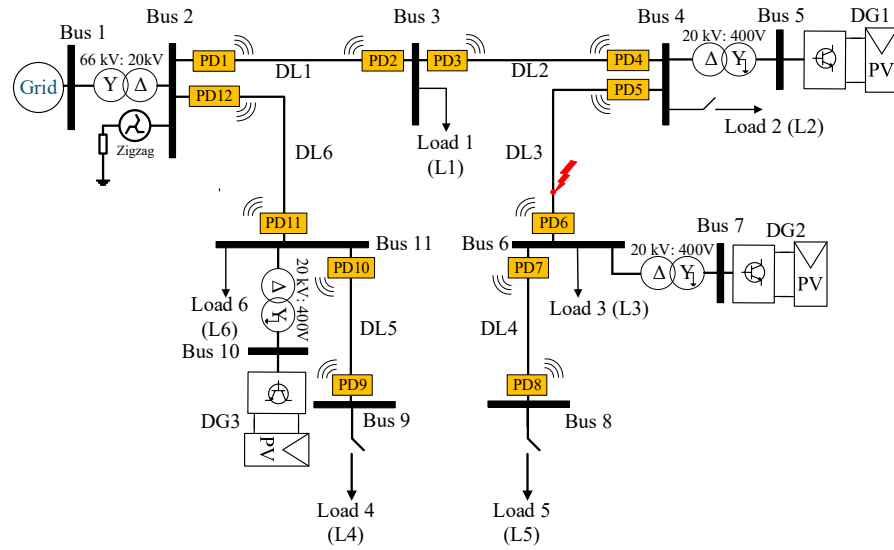 Bus 1
Bus 2
Bus 3
Bus 4
Bus 5
DG1
66 kV: 20kV
20 kV: 400V
Grid
Y
Δ
PD1
DL1
PD2
PD3
DL2
PD4
Δ
Y
PV
PD12
PD5
Zigzag
Load 1
(L1)
Load 2 (L2)
DL6
DL3
PD11
PD6
Bus 11
Bus 6
Bus 7
DG2
20 kV: 400V
PD10
PD7
Δ
Y
PV
Load 6
(L6)
20 kV: 400V
Δ
Y
Load 3 (L3)
DL5
DL4
Bus 10
PD9
PD8
DG3
Bus 9
Bus 8
PV
Load 4
(L4)
Load 5
(L5)